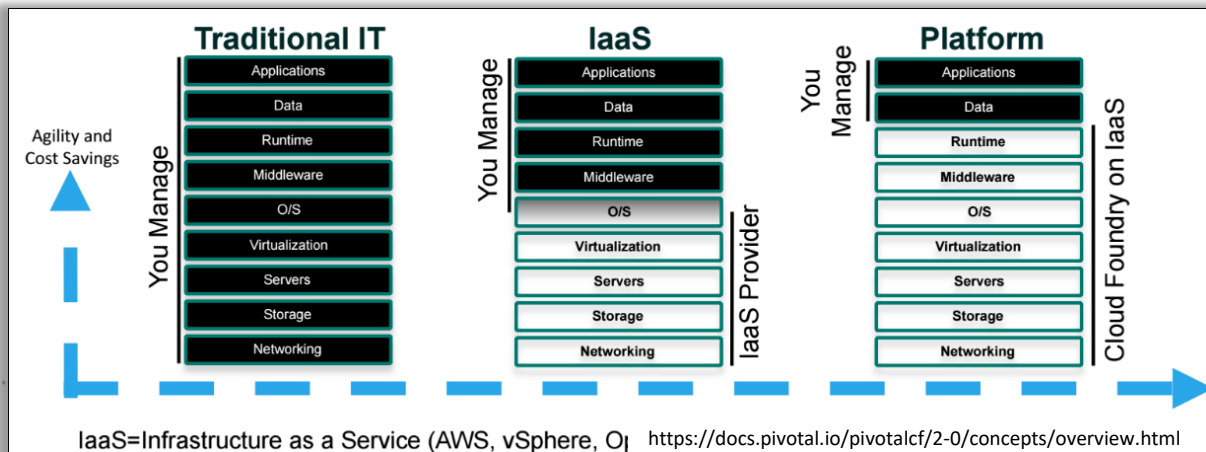 Traditional IT
Applications
Data
Runtime
Middleware
O/S
Virtualization
Servers
Storage
Networking
You Manage
IaaS
Applications
Data
Runtime
Middleware
O/S
Virtualization
Servers
Storage
Networking
You Manage
IaaS Provider
Platform
Applications
Data
Runtime
Middleware
O/S
Virtualization
Servers
Storage
Networking
You
Manage
Cloud Foundry on IaaS
Agility and
Cost Savings
IaaS=Infrastructure as a Service (AWS, vSphere,
https://docs.pivotal.io/pivotalcf/2-0/concepts/overview.html